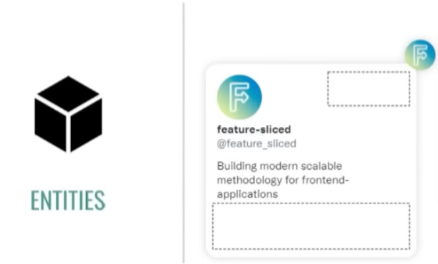 ENTITIES
feature-sliced
@feature_sliced
Building modern scalable
methodology for frontend-
applications